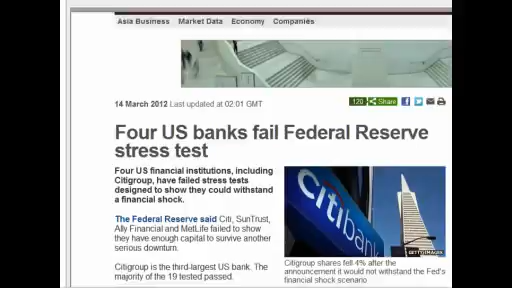 Asia Business Market Data Economy Companies
14 March 2012 Last updated at 02:01 GMT
120 Share
Four US banks fail Federal Reserve
stress test
Four US financial institutions, including
Citigroup, have failed stress tests
designed to show they could withstand
a financial shock.
The Federal Reserve said Citi, SunTrust,
Ally Financial and MetLife failed to show
they have enough capital to survive another
serious downturn.
Citigroup is the third-largest US bank. The
majority of the 19 tested passed.
citibank
GETTY IMAGES
Citigroup shares fell 4% after the
announcement it would not withstand the Fed's
financial shock scenario